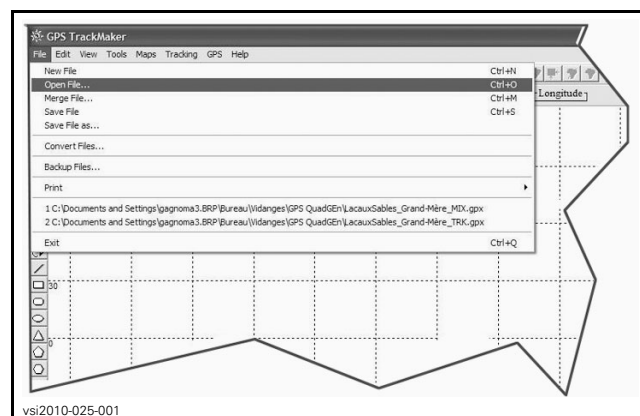 GPS TrackMaker
File Edit View Tools Maps Tracking GPS Help
New File Ctrl+N
Open File... Ctrl+O
Merge File... Ctrl+M
Save File Ctrl+S
Save File as...
Convert Files...
Backup Files...
Print
1 C:\Documents and Settings\gagnoma3.BRP\Bureau\Vidanges\GPS QuadGEn\LacauxSables_Grand-Mère_MIX.gpx
2 C:\Documents and Settings\gagnoma3.BRP\Bureau\Vidanges\GPS QuadGEn\LacauxSables_Grand-Mère_TRK.gpx
Exit Ctrl+Q
Longitude
30
0
vsi2010-025-001